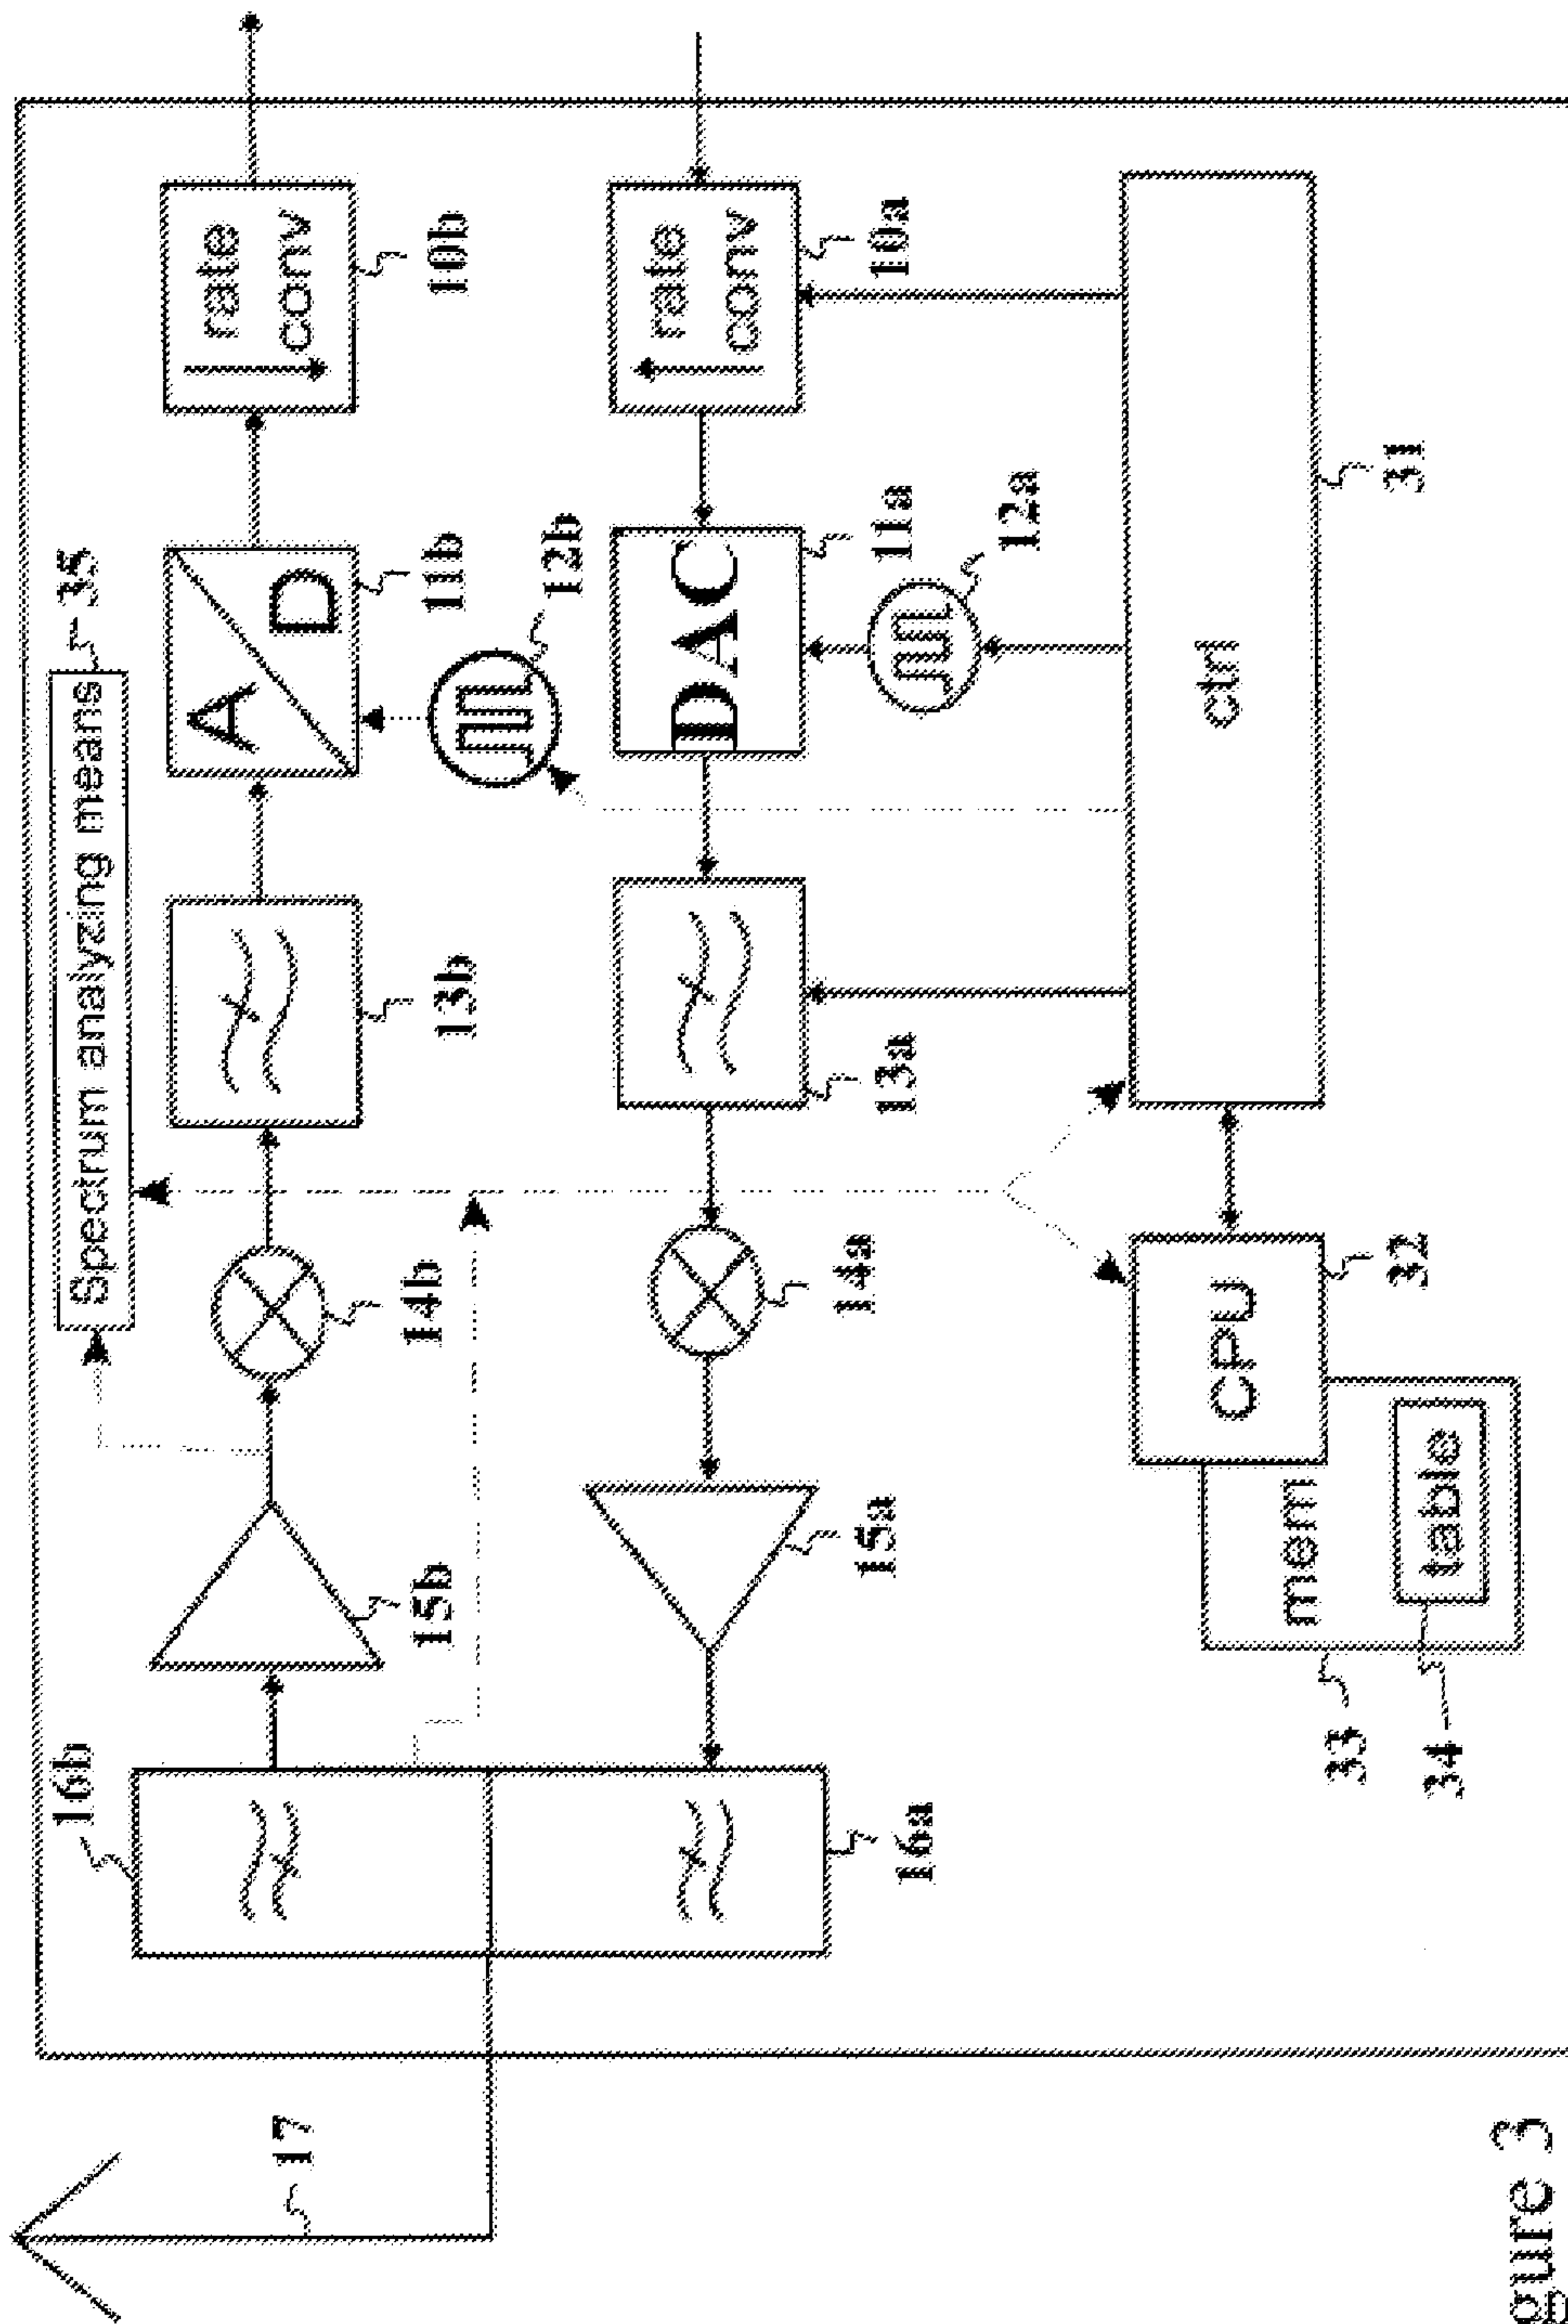 16b
Spectrum analyzing means
35
17
A
D
rate
conv
15b
14b
13b
11b
10b
12b
DAC
rate
conv
16a
15a
14a
13a
11a
10a
12a
CPU
ctrl
mem
33
32
31
table
34
gure 3